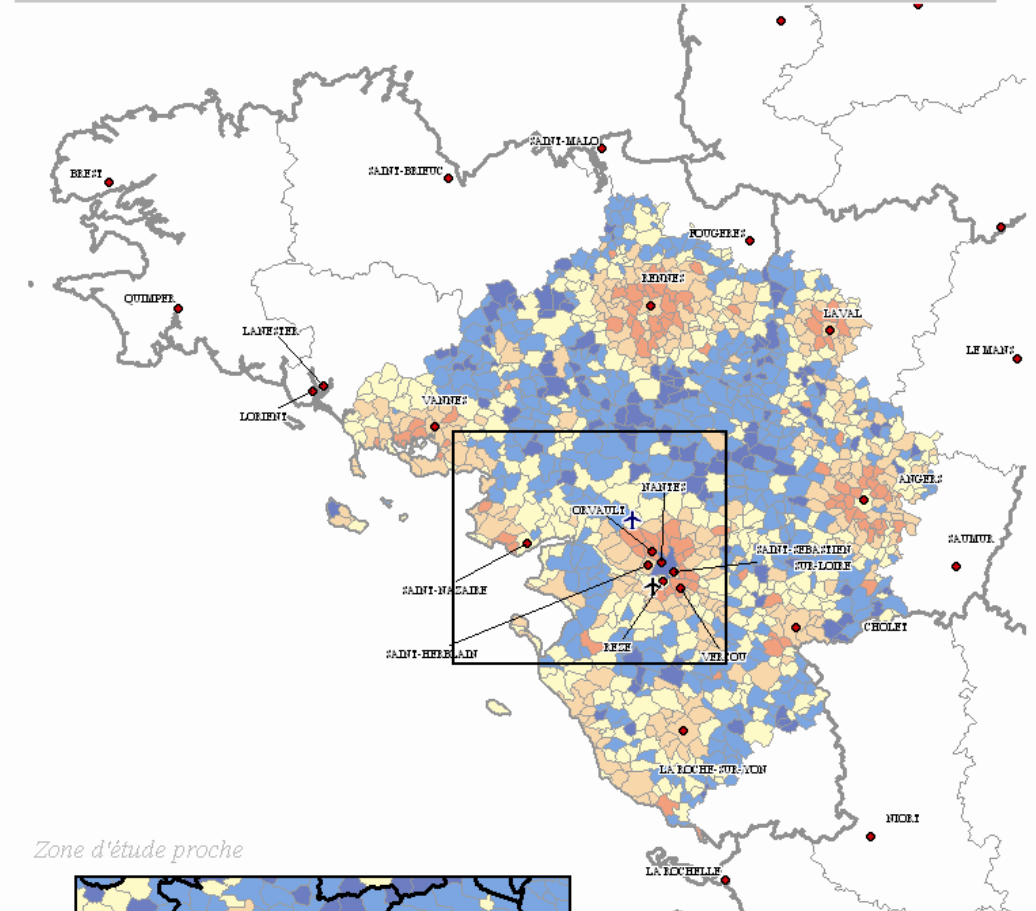 SAINT-MALO
BREST
SAINT-BRIEUC
FOUGERES
RENNES
QUIMPER
LAVAL
LANESTER
LE MANS
VANNES
LORIENT
ANGERS
NANTES
ORVAULT
SAUMUR
SAINT-SEBASTIEN
SUR-LOIRE
SAINT-NAZAIRE
CHOLET
REZE
SAINT-HERBLAIN
VERTOU
LA ROCHE-SUR-YON
NIORT
Zone d'étude proche
LA ROCHELLE